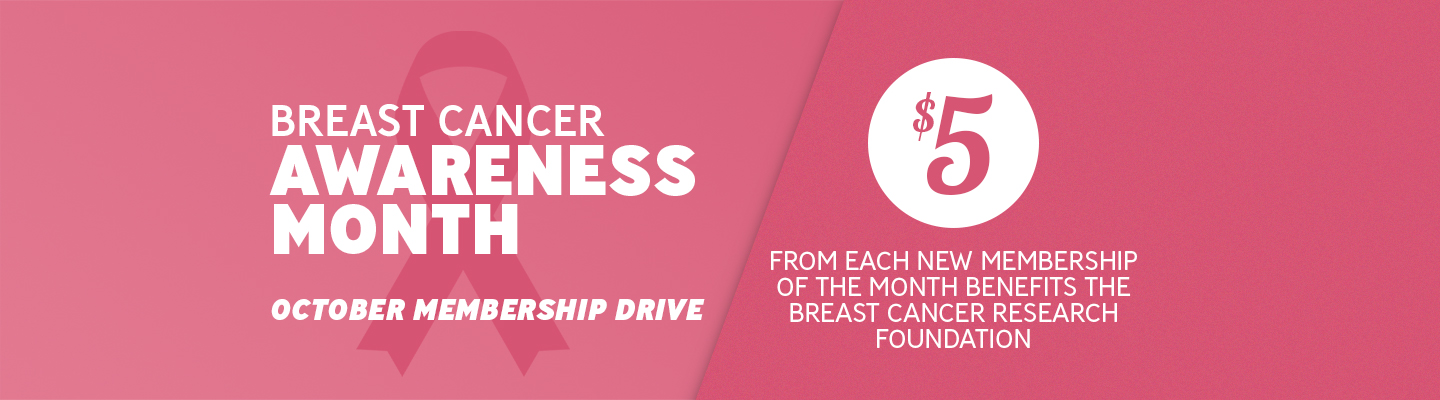 BREAST CANCER
AWARENESS
MONTH
OCTOBER MEMBERSHIP DRIVE
$5
FROM EACH NEW MEMBERSHIP
OF THE MONTH BENEFITS THE
BREAST CANCER RESEARCH
FOUNDATION